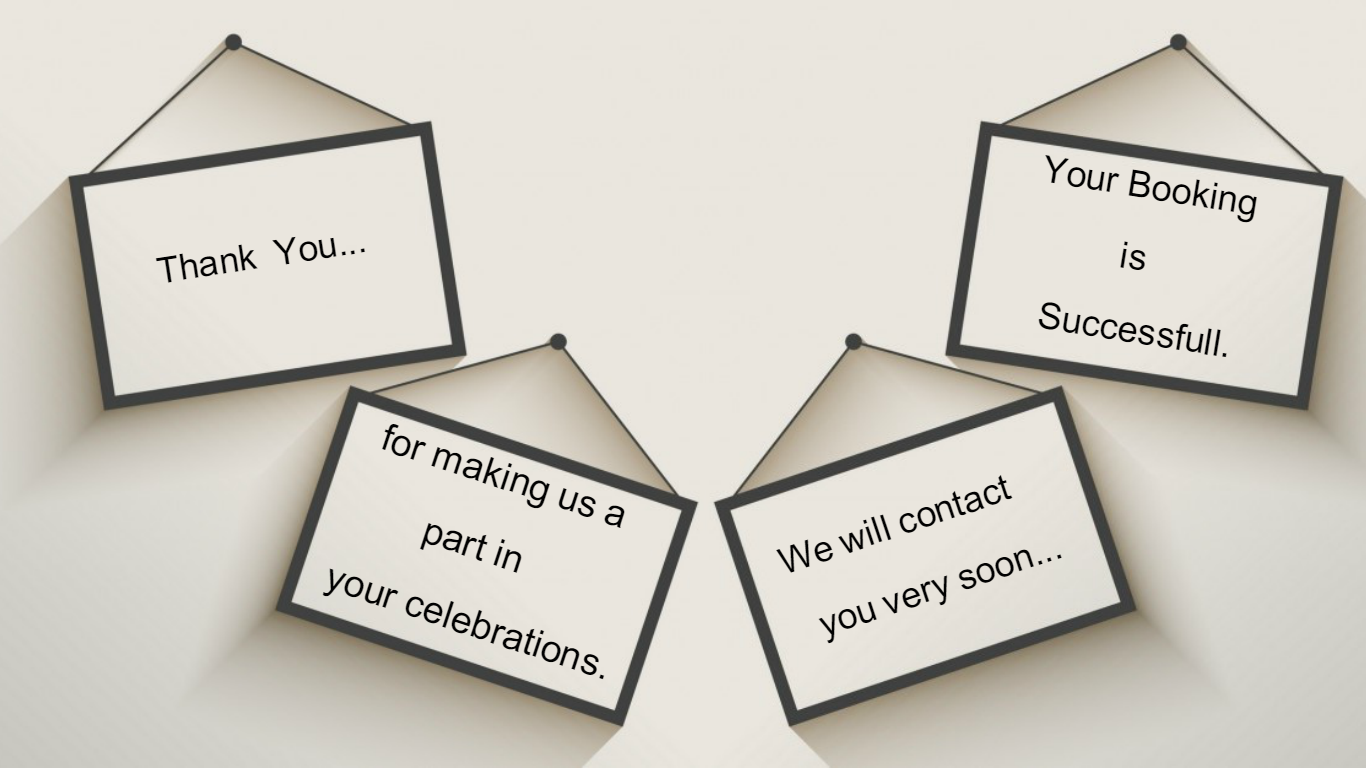 Thank You...
for making us a
part in
your celebrations.
Your Booking
is
Successfull.
We will contact
you very soon...